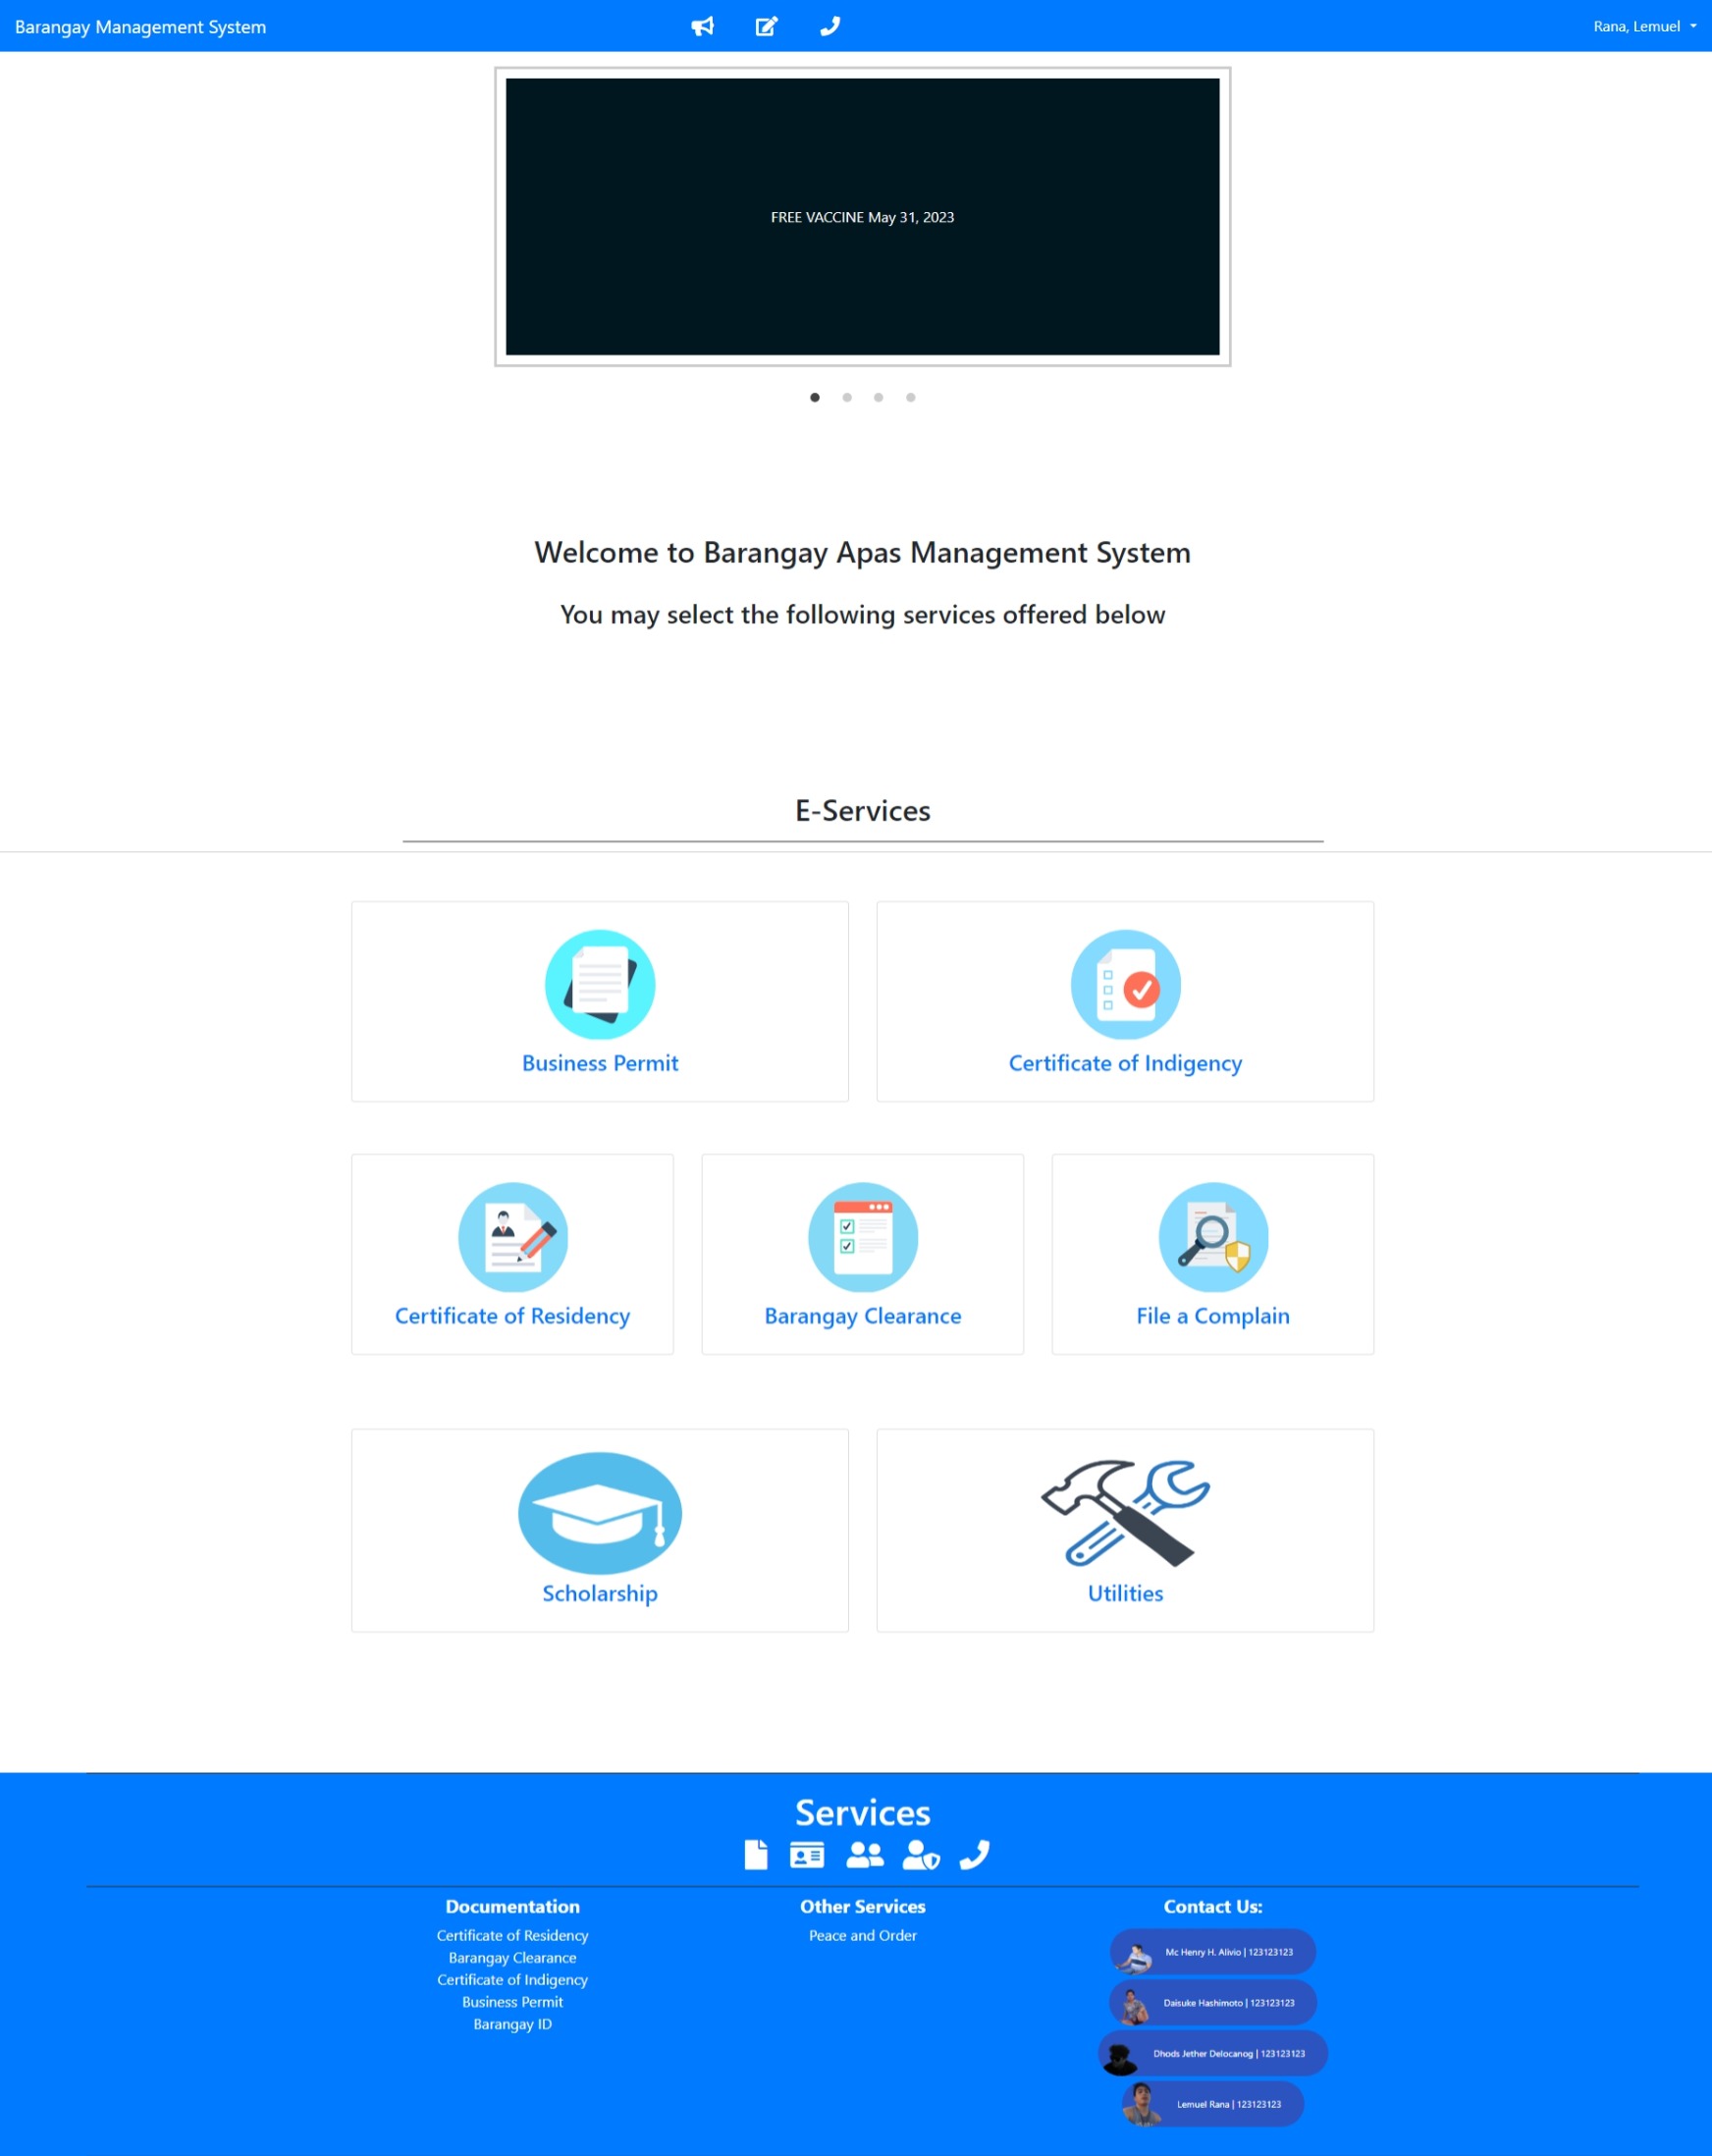 Barangay Management System
Rana, Lemuel
FREE VACCINE May 31, 2023
Welcome to Barangay Apas Management System
You may select the following services offered below
E-Services
Business Permit
Certificate of Indigency
Certificate of Residency
Barangay Clearance
File a Complain
Scholarship
Utilities
Services
Documentation
Certificate of Residency
Barangay Clearance
Certificate of Indigency
Business Permit
Barangay ID
Other Services
Peace and Order
Contact Us:
Mc Henry H. Alivio | 123123123
Daisuke Hashimoto | 123123123
Dhods Jether Delocanog | 123123123
Lemuel Rana | 123123123